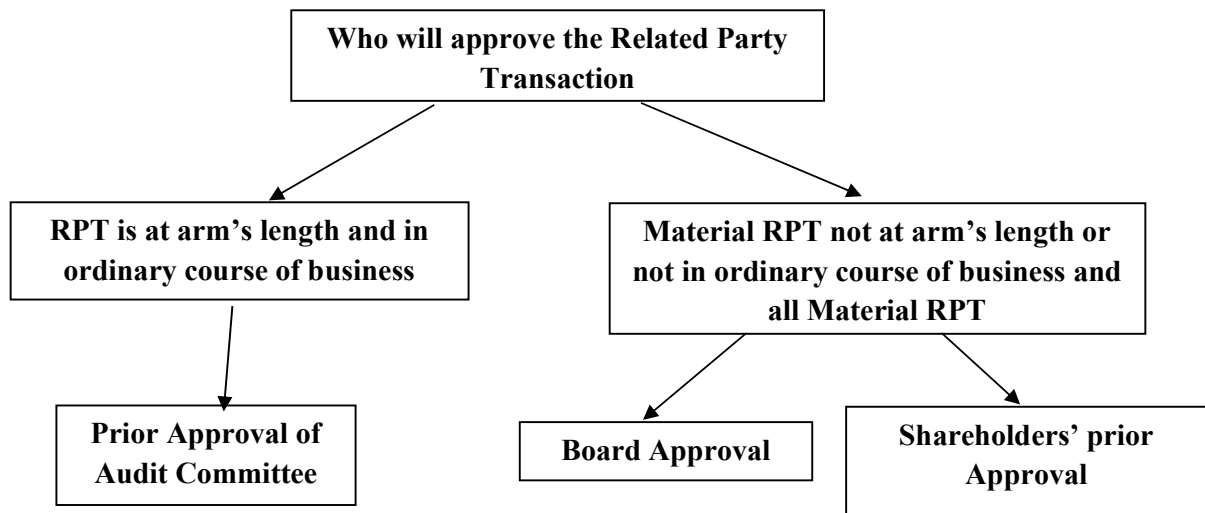 Who will approve the Related Party
Transaction
RPT is at arm’s length and in
ordinary course of business
Material RPT not at arm’s length or
not in ordinary course of business and
all Material RPT
Prior Approval of
Audit Committee
Board Approval
Shareholders’ prior
Approval